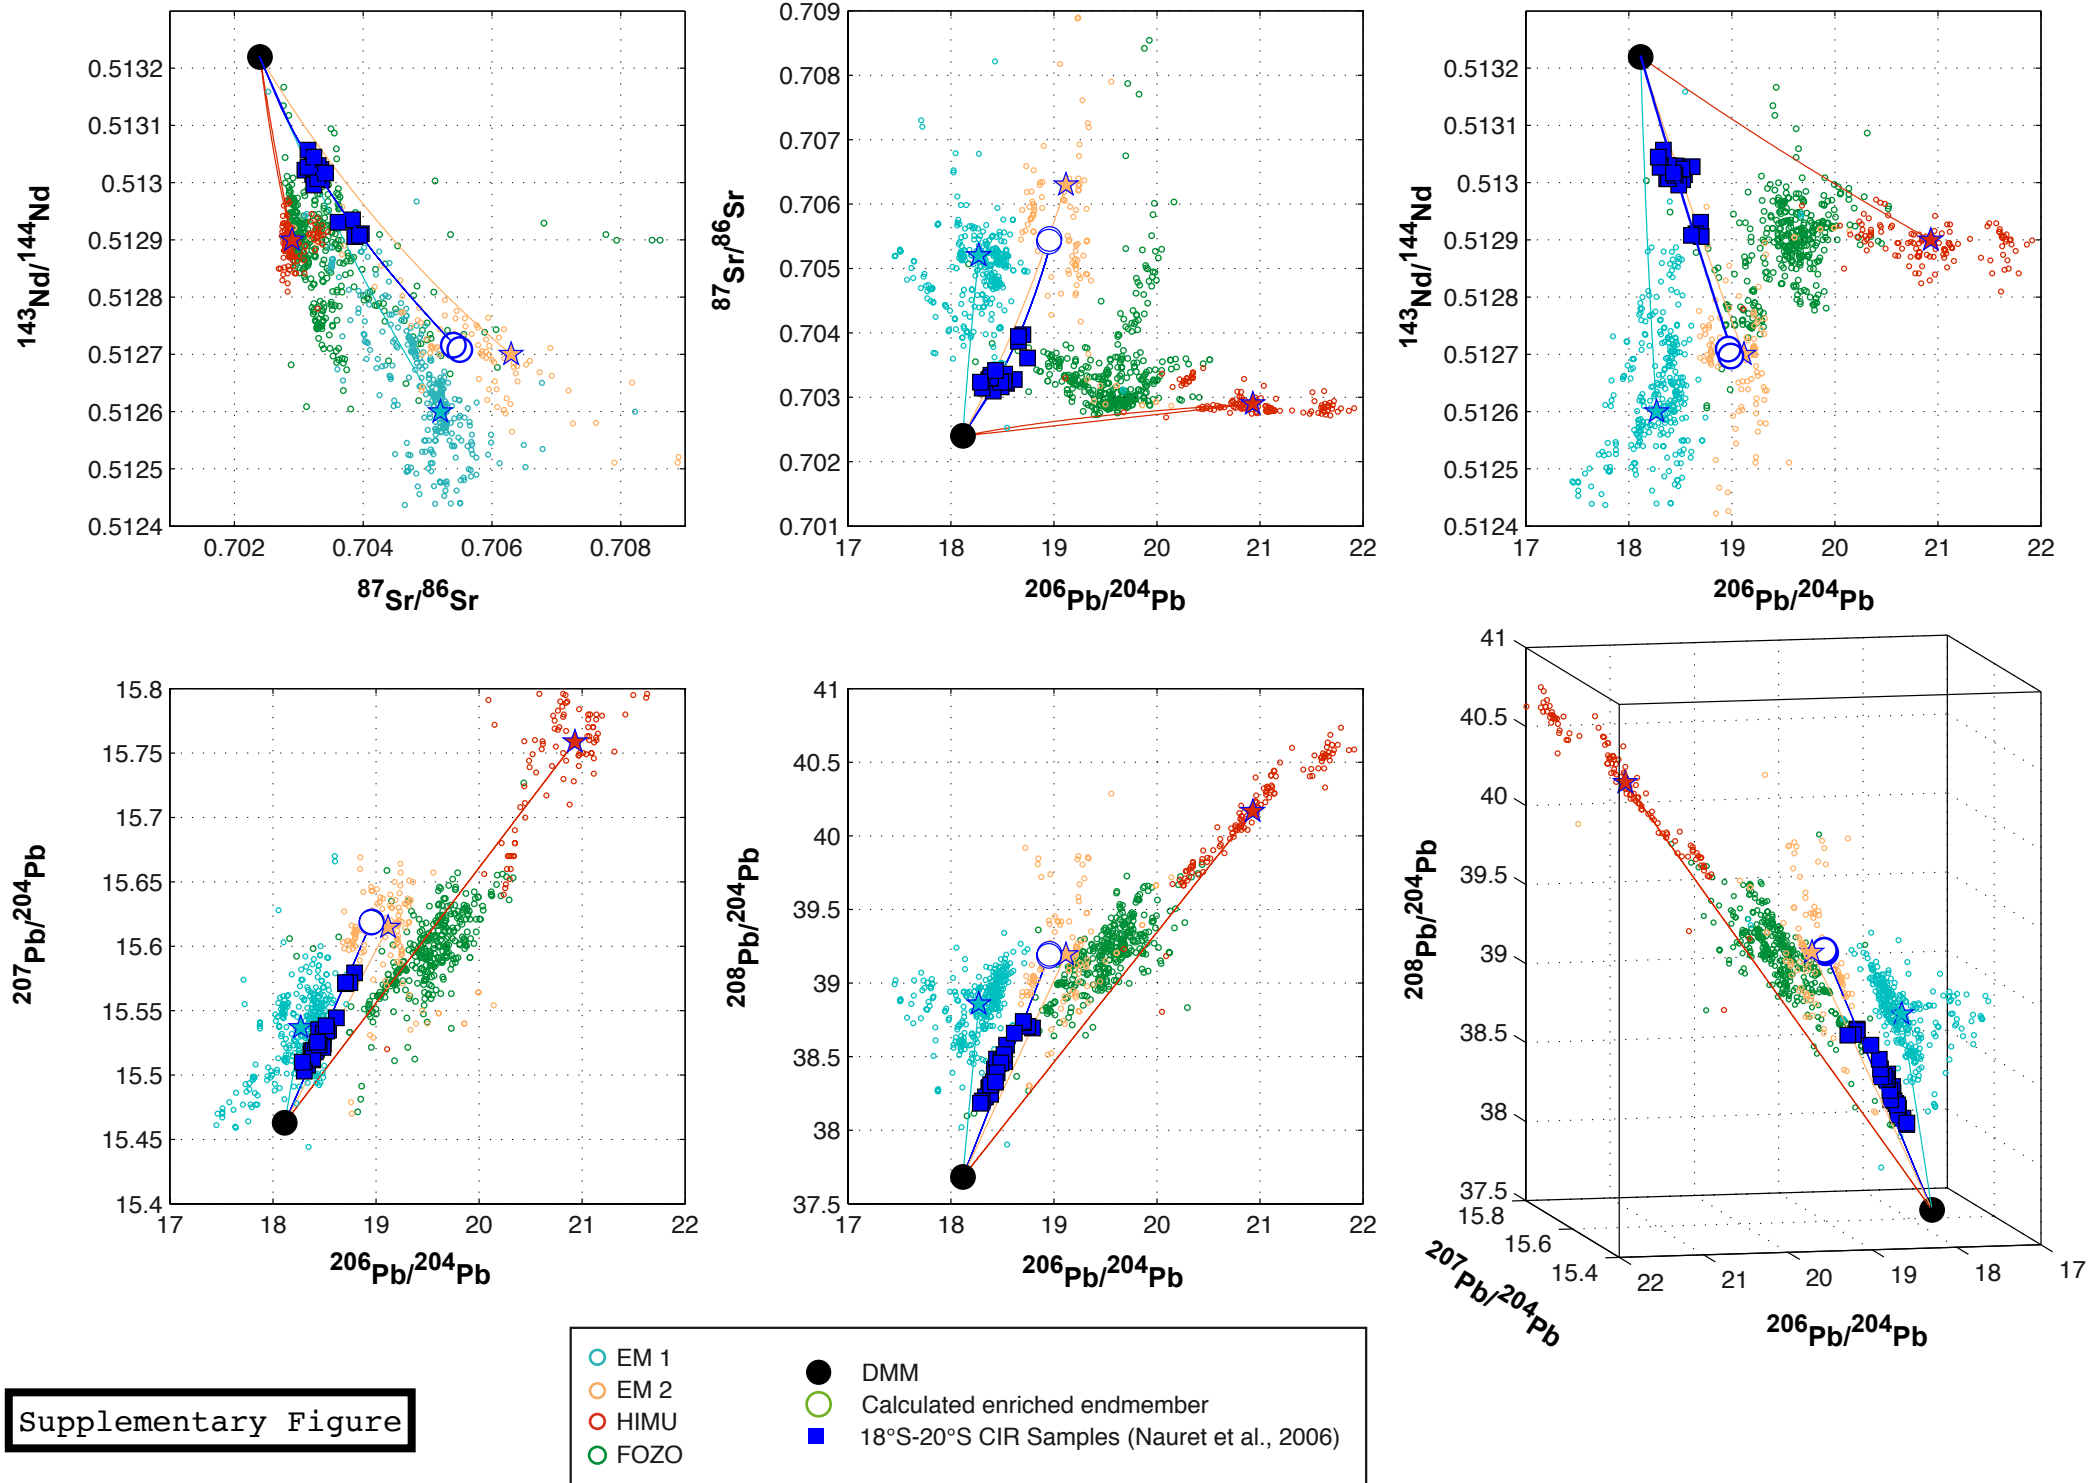 0.5132
0.5131
0.513
0.5129
0.5128
0.5127
0.5126
0.5125
0.5124
0.702 0.704 0.706 0.708
143Nd/144Nd
87Sr/86Sr
0.709
0.708
0.707
0.706
0.705
0.704
0.703
0.702
0.701
17 18 19 20 21 22
87Sr/86Sr
206Pb/204Pb
0.5132
0.5131
0.513
0.5129
0.5128
0.5127
0.5126
0.5125
0.5124
17 18 19 20 21 22
143Nd/144Nd
206Pb/204Pb
15.8
15.75
15.7
15.65
15.6
15.55
15.5
15.45
15.4
17 18 19 20 21 22
207Pb/204Pb
206Pb/204Pb
41
40.5
40
39.5
39
38.5
38
37.5
17 18 19 20 21 22
208Pb/204Pb
206Pb/204Pb
41
40.5
40
39.5
39
38.5
38
37.5
15.8
15.6
15.4
22 21 20 19 18 17
208Pb/204Pb
207Pb/204Pb
206Pb/204Pb
EM 1
EM 2
HIMU
FOZO
DMM
Calculated enriched endmember
18°S-20°S CIR Samples (Nauret et al., 2006)
Supplementary Figure